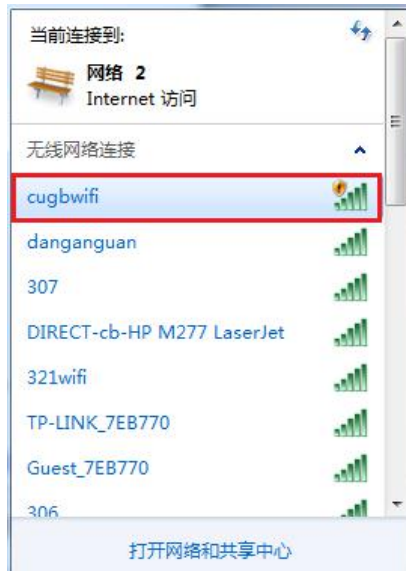 当前连接到:
网络 2
Internet 访问
无线网络连接
cugbwifi
danganguan
307
DIRECT-cb-HP M277 LaserJet
321wifi
TP-LINK_7EB770
Guest_7EB770
306
打开网络和共享中心